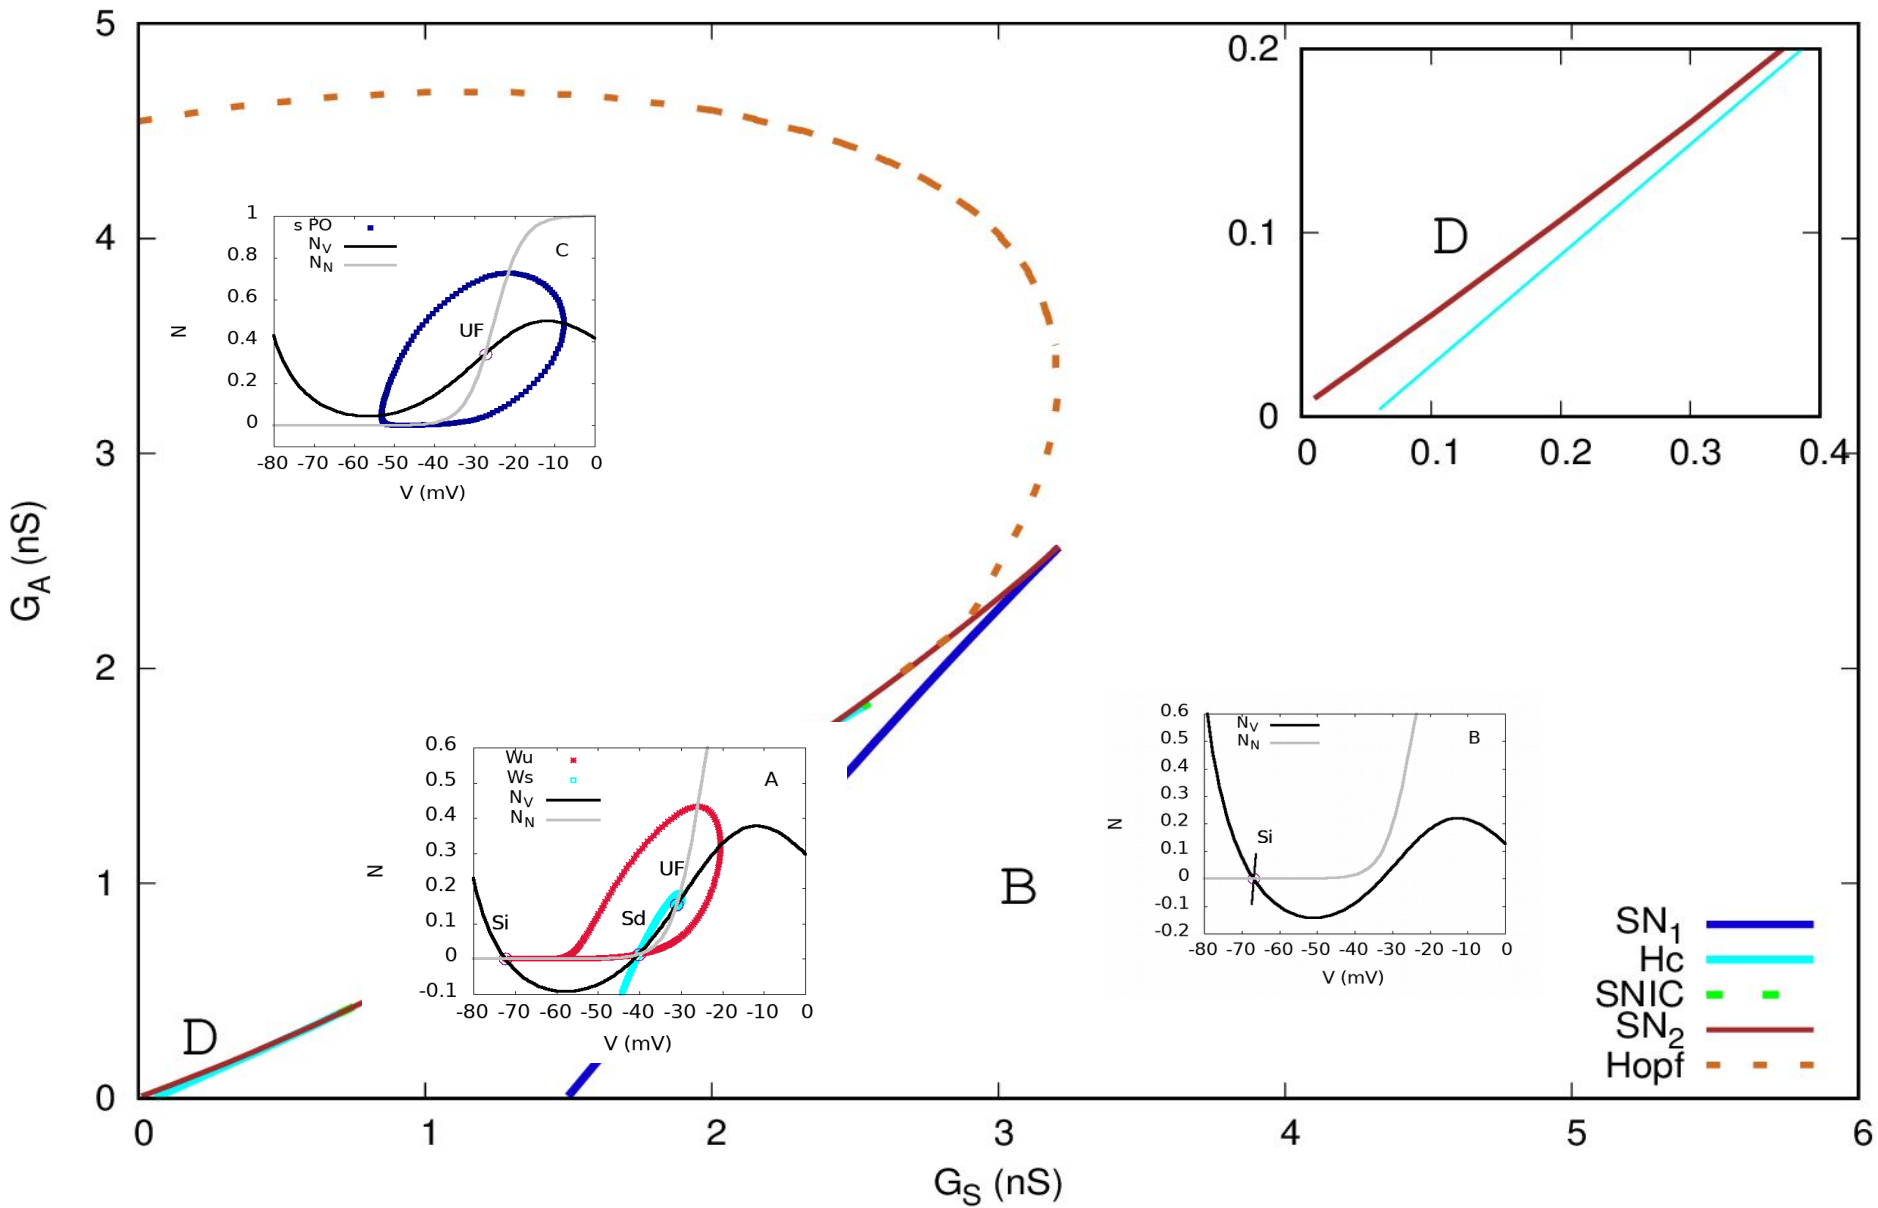 5
4
3
2
1
0
G_A (nS)
0 1 2 3 4 5 6
G_S (nS)
0.2
0.1
0
D
0 0.1 0.2 0.3 0.4
1
0.8
0.6
0.4
0.2
0
N
s PO
N_V
N_N
C
UF
-80 -70 -60 -50 -40 -30 -20 -10 0
V (mV)
0.6
0.5
0.4
0.3
0.2
0.1
0
-0.1
N
Wu
Ws
N_V
N_N
A
UF
Sd
Si
-80 -70 -60 -50 -40 -30 -20 -10 0
V (mV)
0.6
0.5
0.4
0.3
0.2
0.1
0
-0.1
-0.2
N
N_V
N_N
B
Si
-80 -70 -60 -50 -40 -30 -20 -10 0
V (mV)
B
D
SN_1
Hc
SNIC
SN_2
Hopf